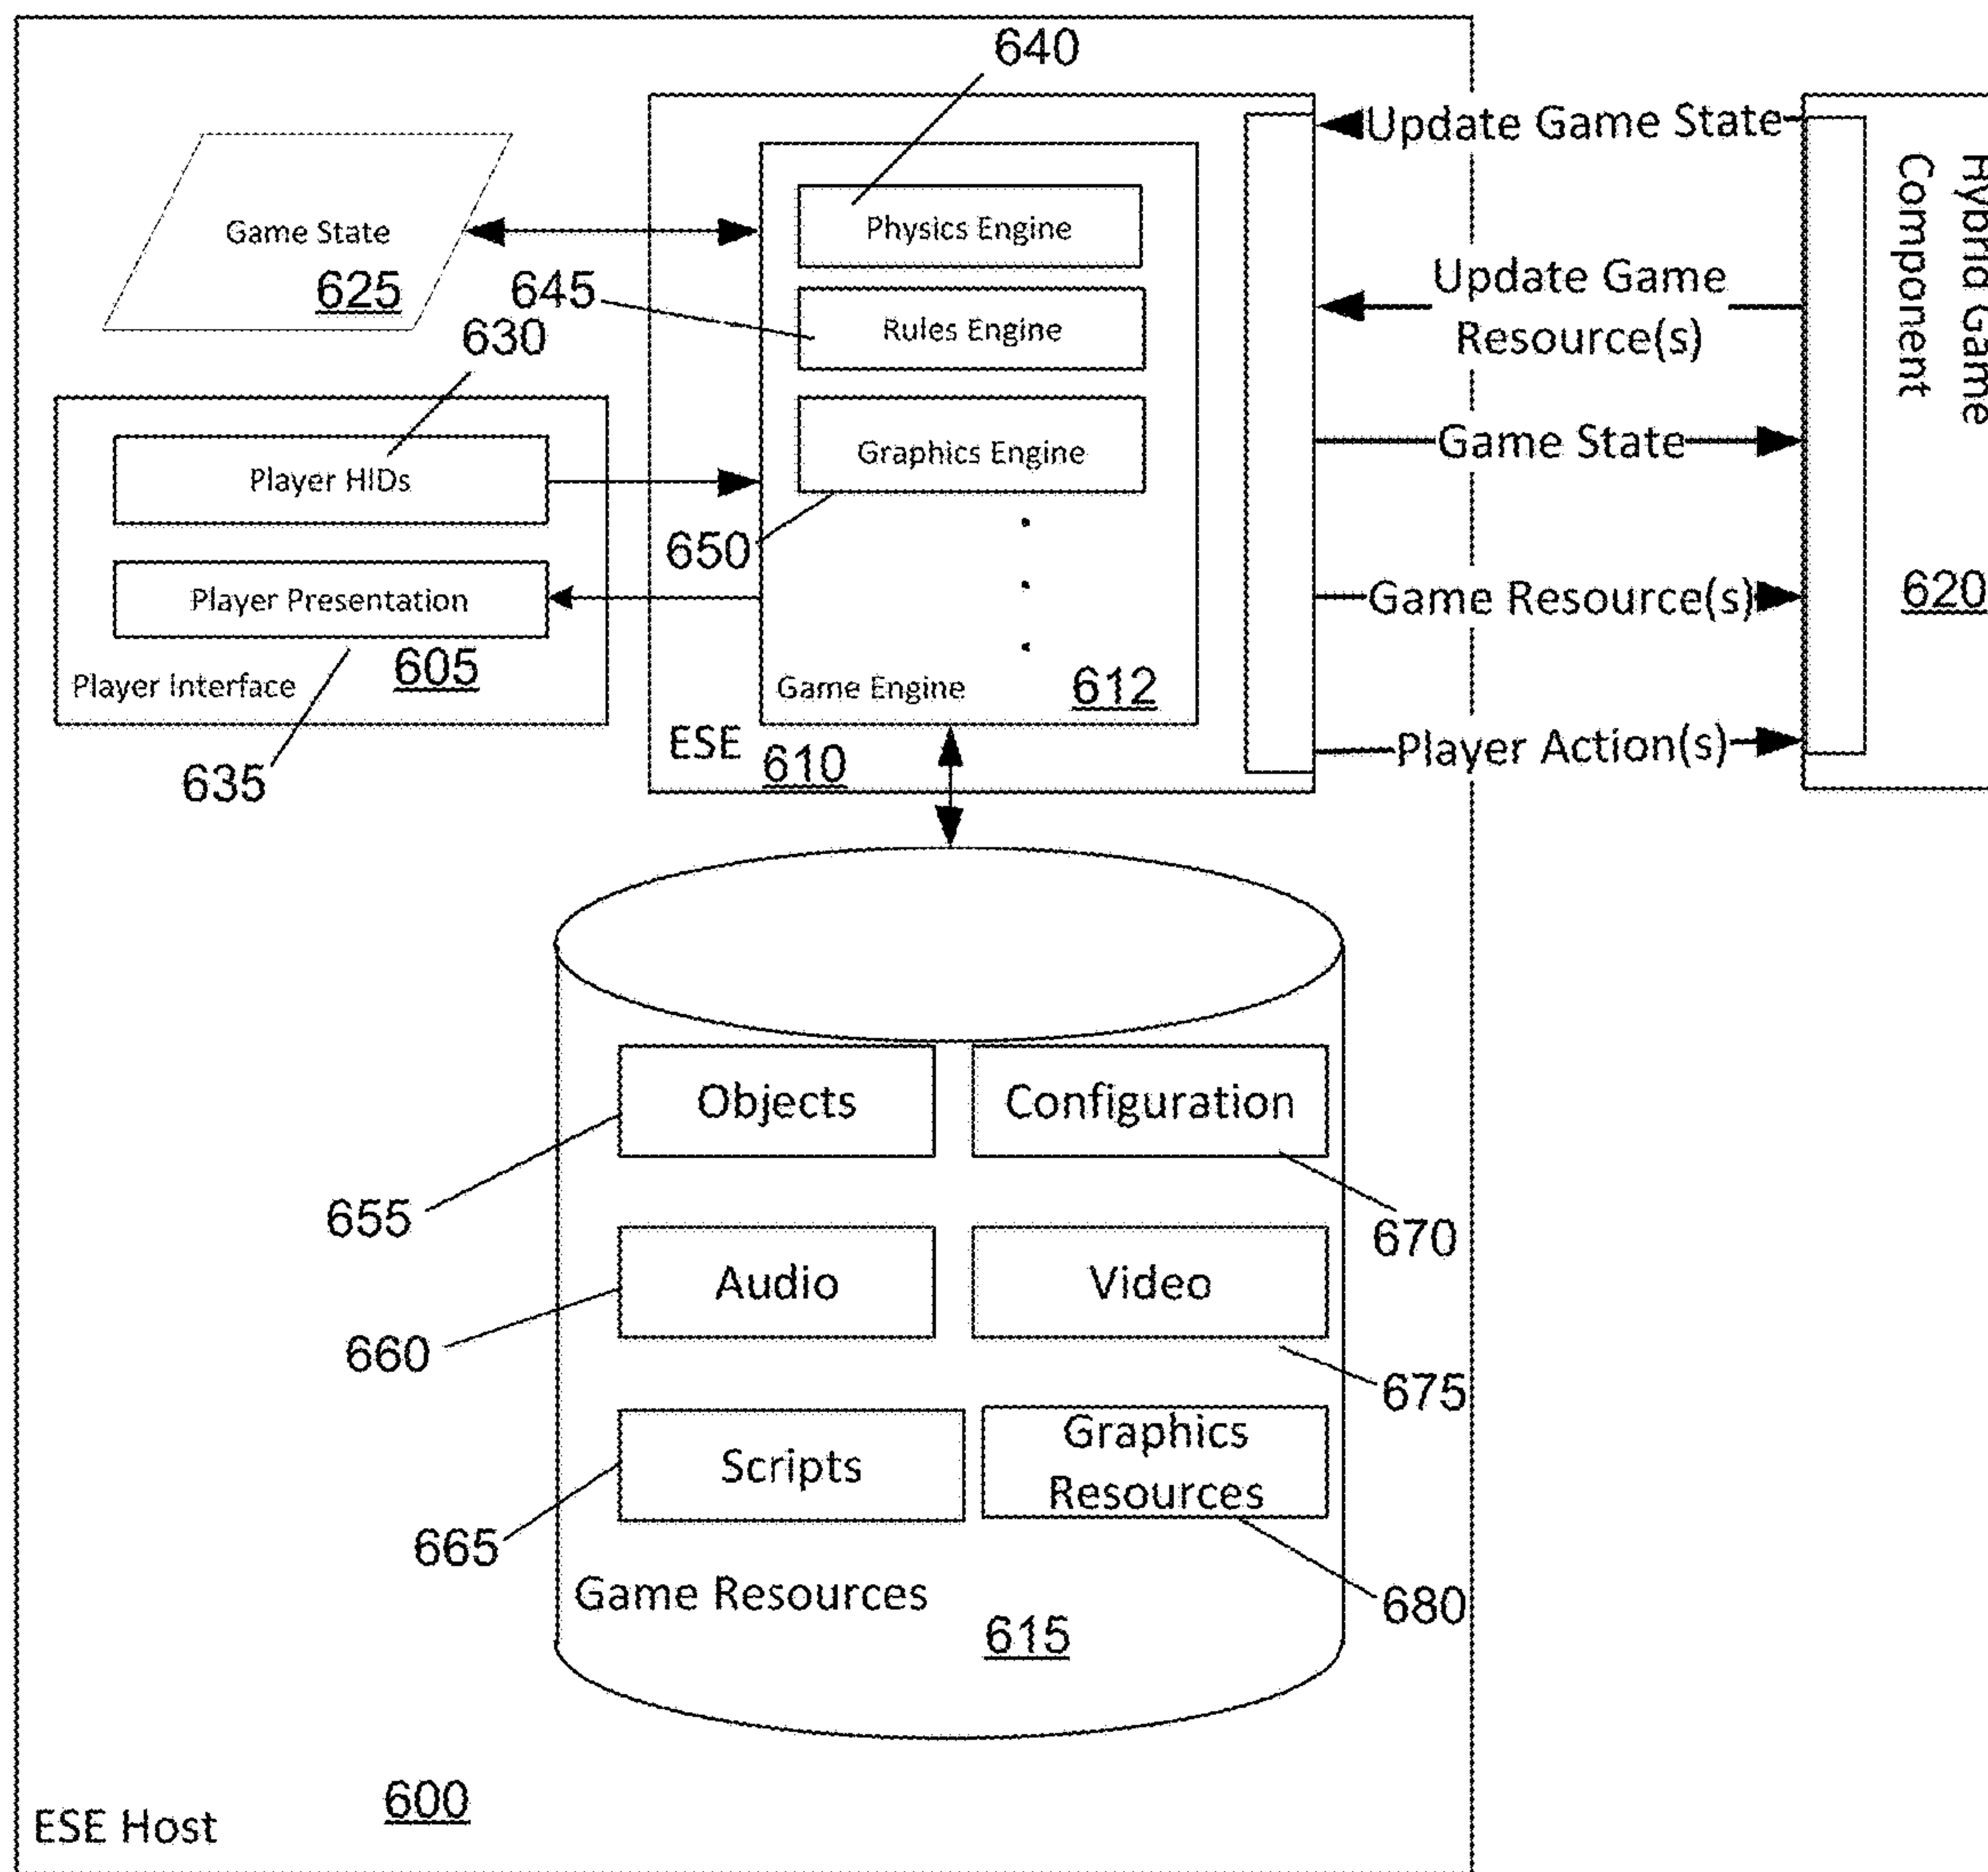 640
Update Game State
Hybrid Game
Component
Physics Engine
Game State
625
645
Update Game
Resource(s)
Rules Engine
630
Game State
Graphics Engine
Player HIDs
650
620
Game Resource(s)
Player Presentation
605
Player Interface
Game Engine
612
ESE
610
Player Action(s)
635
Objects
Configuration
655
670
Audio
Video
660
675
Scripts
Graphics
Resources
665
Game Resources
680
615
600
ESE Host